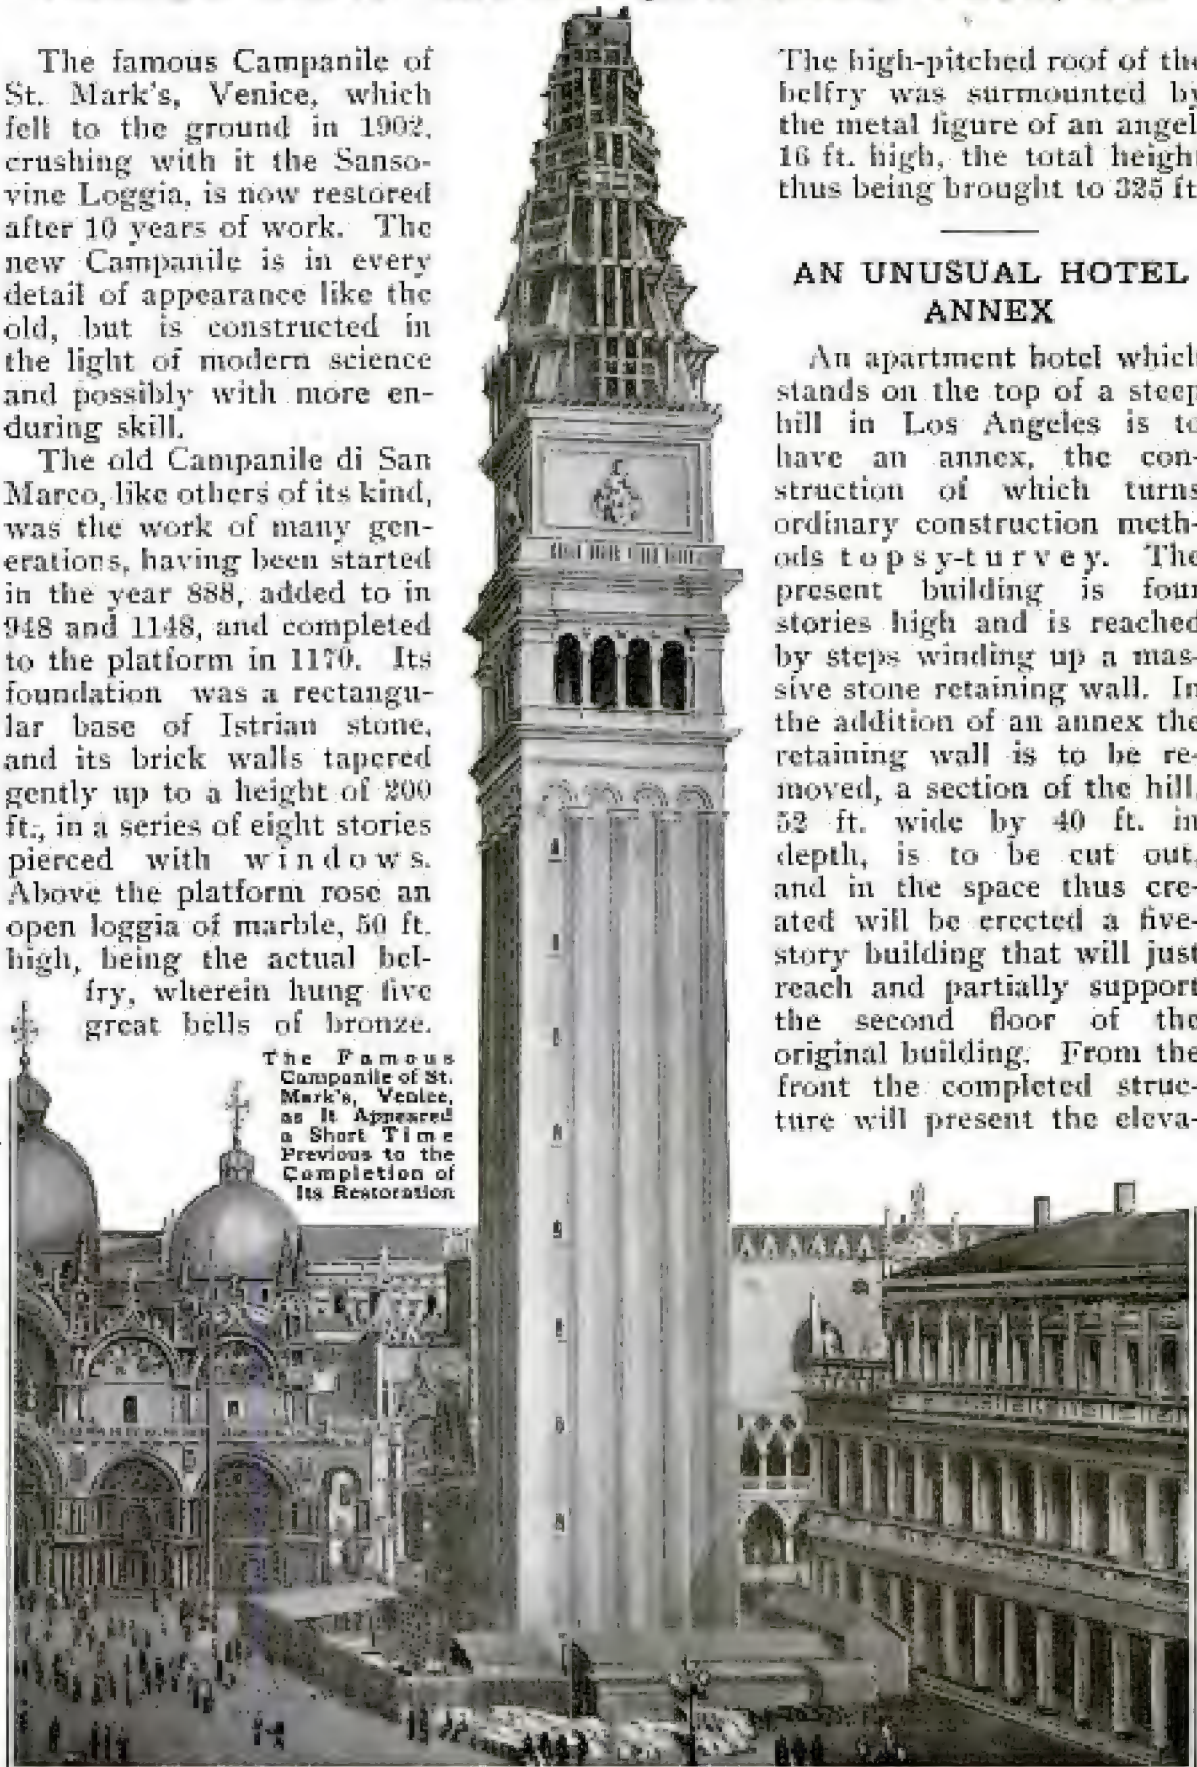 The famous Campanile of
St. Mark's, Venice, which
fell to the ground in 1902,
crushing with it the Sanso-
vine Loggia, is now restored
after 10 years of work. The
new Campanile is in every
detail of appearance like the
old, but is constructed in
the light of modern science
and possibly with more en-
during skill.
The old Campanile di San
Marco, like others of its kind,
was the work of many gen-
erations, having been started
in the year 888, added to in
948 and 1148, and completed
to the platform in 1170. Its
foundation was a rectangu-
lar base of Istrian stone,
and its brick walls tapered
gently up to a height of 200
ft., in a series of eight stories
pierced with windows.
Above the platform rose an
open loggia of marble, 50 ft.
high, being the actual bel-
fry, wherein hung five
great bells of bronze.
The Famous
Campanile of St.
Mark's, Venice,
as It Appeared
a Short Time
Previous to the
Completion of
Its Restoration
The high-pitched roof of the
belfry was surmounted by
the metal figure of an angel
16 ft. high, the total height
thus being brought to 325 ft.
AN UNUSUAL HOTEL
ANNEX
An apartment hotel which
stands on the top of a steep
hill in Los Angeles is to
have an annex, the con-
struction of which turns
ordinary construction meth-
ods topsy-turvey. The
present building is four
stories high and is reached
by steps winding up a mas-
sive stone retaining wall. In
the addition of an annex the
retaining wall is to be re-
moved, a section of the hill,
52 ft. wide by 40 ft. in
depth, is to be cut out,
and in the space thus cre-
ated will be erected a five-
story building that will just
reach and partially support
the second floor of the
original building. From the
front the completed struc-
ture will present the eleva-